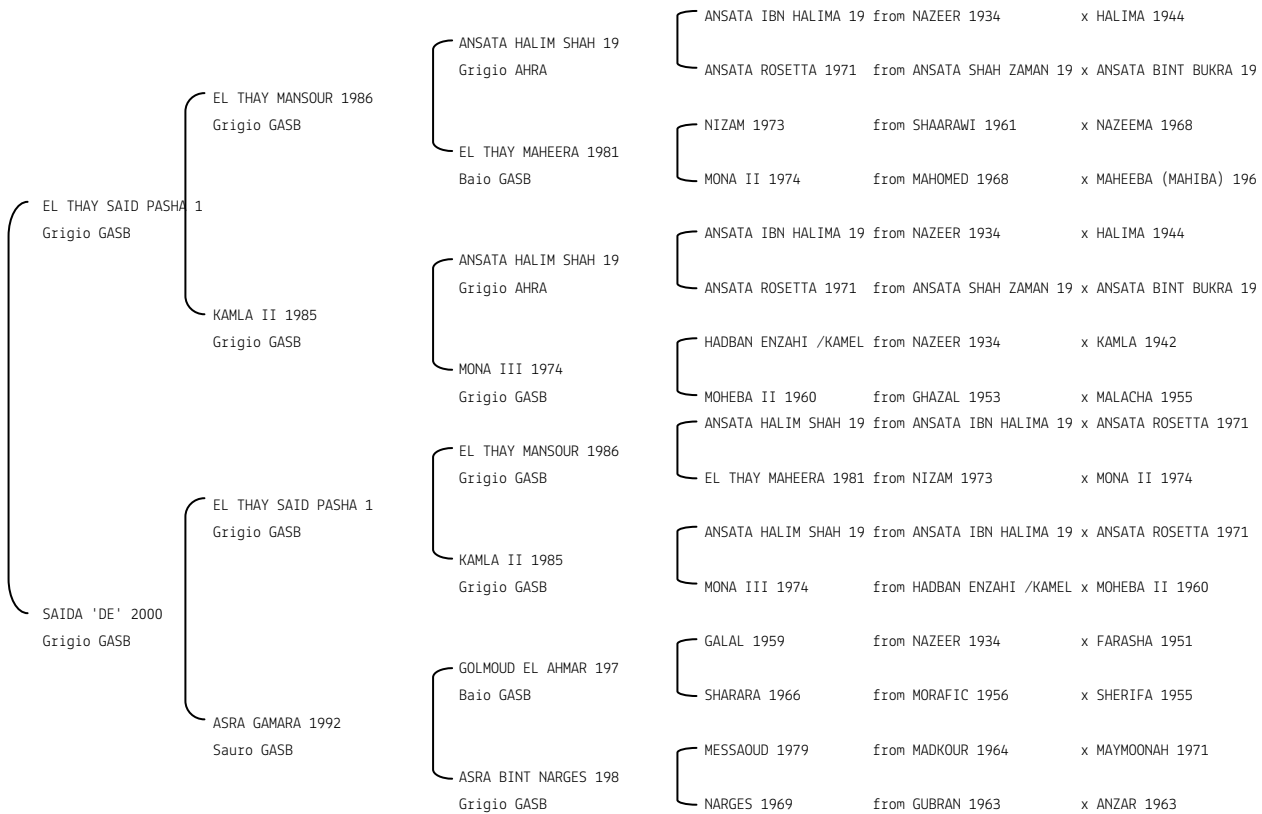 ANSATA IBN HALIMA 19 from NAZEER 1934 x HALIMA 1944
ANSATA HALIM SHAH 19
Grigio AHRA
ANSATA ROSETTA 1971 from ANSATA SHAH ZAMAN 19 x ANSATA BINT BUKRA 19
EL THAY MANSOUR 1986
Grigio GASB
NIZAM 1973 from SHAARAWI 1961 x NAZEEMA 1968
EL THAY MAHEERA 1981
Baio GASB
MONA II 1974 from MAHOMED 1968 x MAHEEBA (MAHIBA) 196
EL THAY SAID PASHA 1
Grigio GASB
ANSATA IBN HALIMA 19 from NAZEER 1934 x HALIMA 1944
ANSATA HALIM SHAH 19
Grigio AHRA
ANSATA ROSETTA 1971 from ANSATA SHAH ZAMAN 19 x ANSATA BINT BUKRA 19
KAMLA II 1985
Grigio GASB
HADBAN ENZAHI /KAMEL from NAZEER 1934 x KAMLA 1942
MONA III 1974
Grigio GASB
MOHEBA II 1960 from GHAZAL 1953 x MALACHA 1955
ANSATA HALIM SHAH 19 from ANSATA IBN HALIMA 19 x ANSATA ROSETTA 1971
EL THAY MANSOUR 1986
Grigio GASB
EL THAY MAHEERA 1981 from NIZAM 1973 x MONA II 1974
EL THAY SAID PASHA 1
Grigio GASB
ANSATA HALIM SHAH 19 from ANSATA IBN HALIMA 19 x ANSATA ROSETTA 1971
KAMLA II 1985
Grigio GASB
MONA III 1974 from HADBAN ENZAHI /KAMEL x MOHEBA II 1960
SAIDA 'DE' 2000
Grigio GASB
GALAL 1959 from NAZEER 1934 x FARASHA 1951
GOLMOUD EL AHMAR 197
Baio GASB
SHARARA 1966 from MORAFIC 1956 x SHERIFA 1955
ASRA GAMARA 1992
Sauro GASB
MESSAOUD 1979 from MADKOUR 1964 x MAYMOONAH 1971
ASRA BINT NARGES 198
Grigio GASB
NARGES 1969 from GUBRAN 1963 x ANZAR 1963